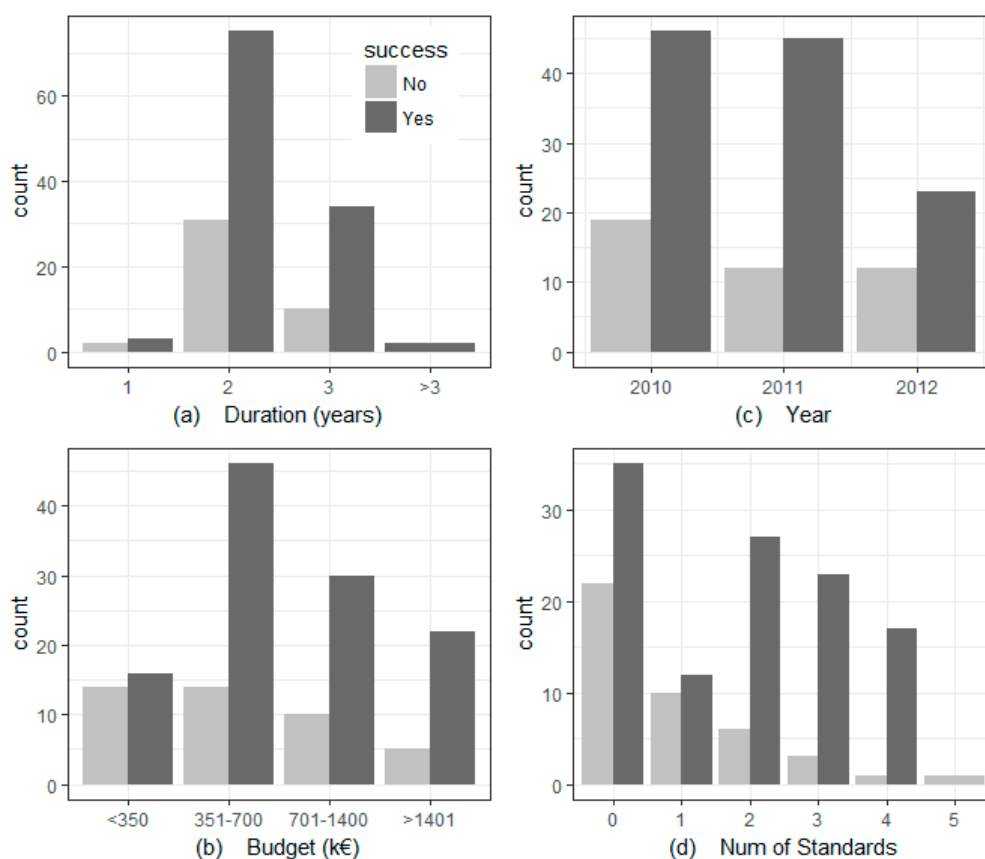 success
No
Yes
count
60
40
20
0
1 2 3 >3
(a) Duration (years)
count
40
30
20
10
0
2010 2011 2012
(c) Year
count
40
30
20
10
0
<350 351-700 701-1400 >1401
(b) Budget (k€)
count
30
20
10
0
0 1 2 3 4 5
(d) Num of Standards